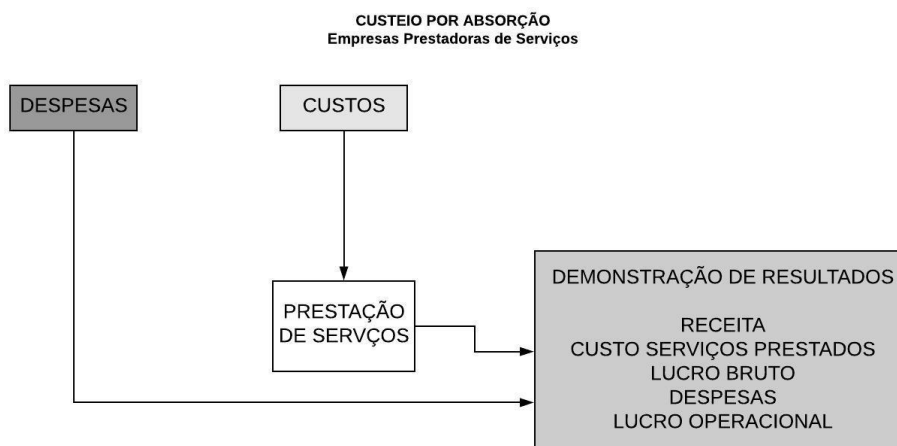 CUSTEIO POR ABSORÇÃO
Empresas Prestadoras de Serviços
DESPESAS
CUSTOS
PRESTAÇÃO
DE SERVÇOS
DEMONSTRAÇÃO DE RESULTADOS
RECEITA
CUSTO SERVIÇOS PRESTADOS
LUCRO BRUTO
DESPESAS
LUCRO OPERACIONAL